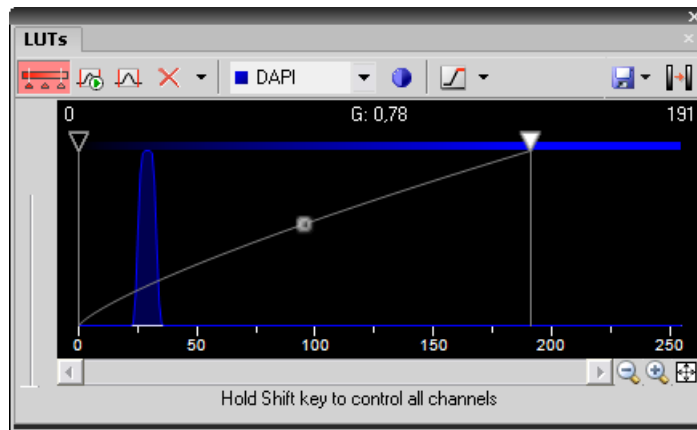 LUTs
DAPI
0 G: 0,78 191
0 50 100 150 200 250
Hold Shift key to control all channels